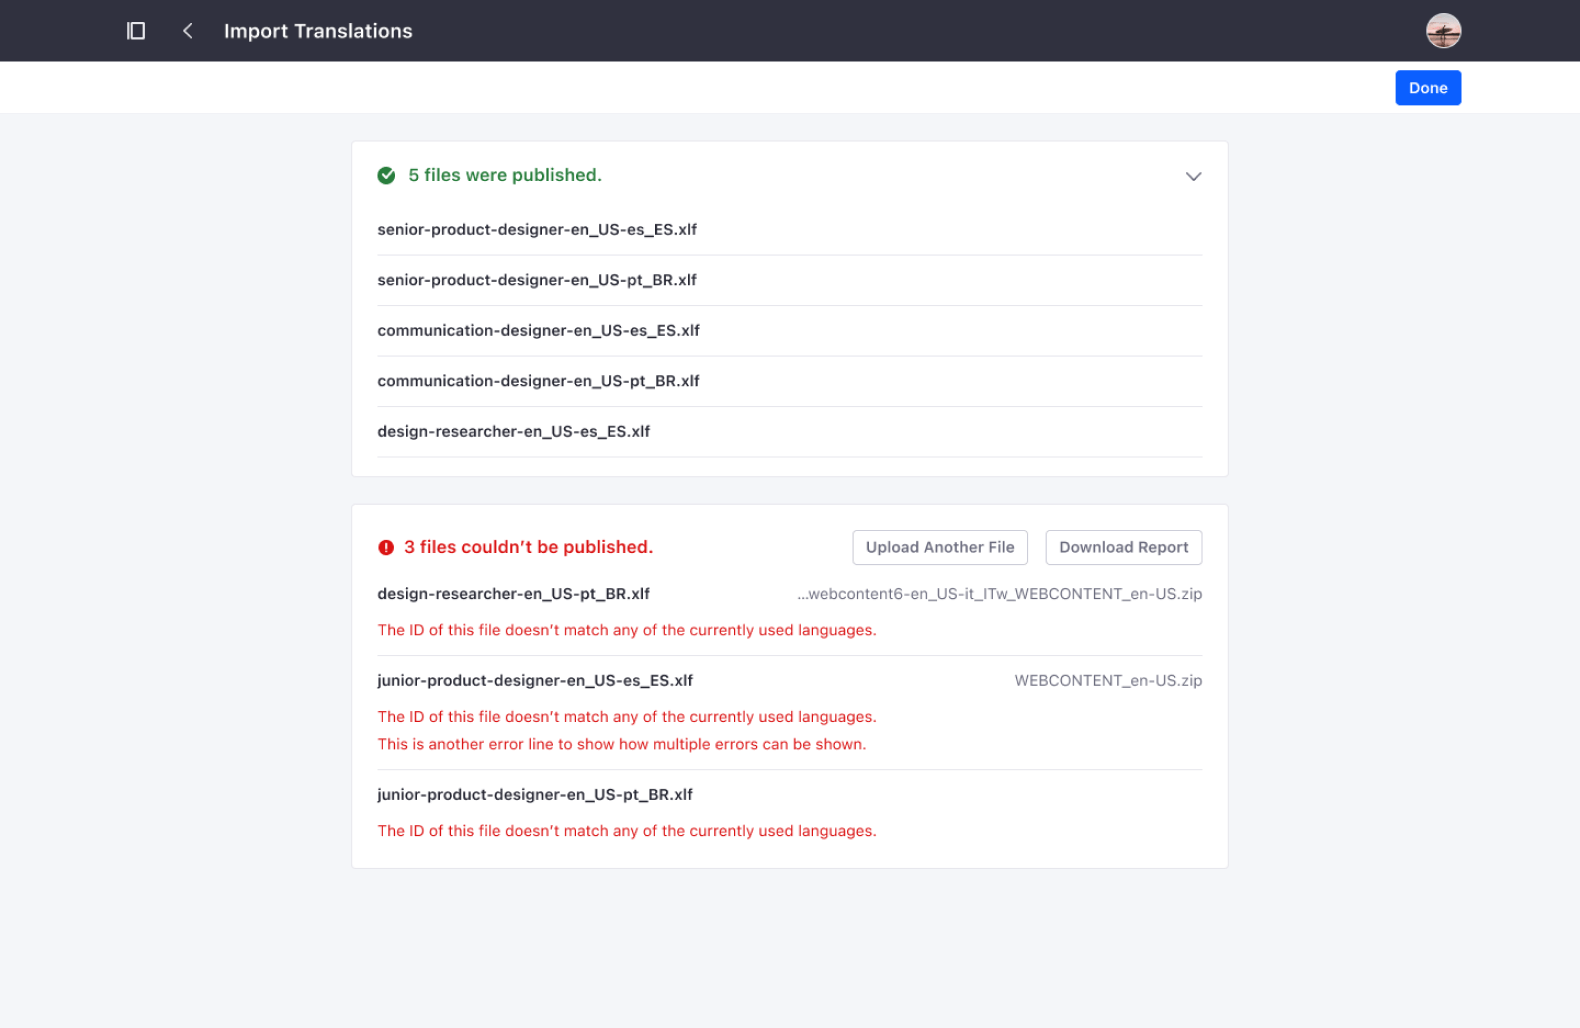 Import Translations
Done
5 files were published.
senior-product-designer-en_US-es_ES.xlf
senior-product-designer-en_US-pt_BR.xlf
communication-designer-en_US-es_ES.xlf
communication-designer-en_US-pt_BR.xlf
design-researcher-en_US-es_ES.xlf
3 files couldn’t be published.
Upload Another File
Download Report
design-researcher-en_US-pt_BR.xlf
...webcontent6-en_US-it_ITw_WEBCONTENT_en-US.zip
The ID of this file doesn’t match any of the currently used languages.
junior-product-designer-en_US-es_ES.xlf
WEBCONTENT_en-US.zip
The ID of this file doesn’t match any of the currently used languages.
This is another error line to show how multiple errors can be shown.
junior-product-designer-en_US-pt_BR.xlf
The ID of this file doesn’t match any of the currently used languages.